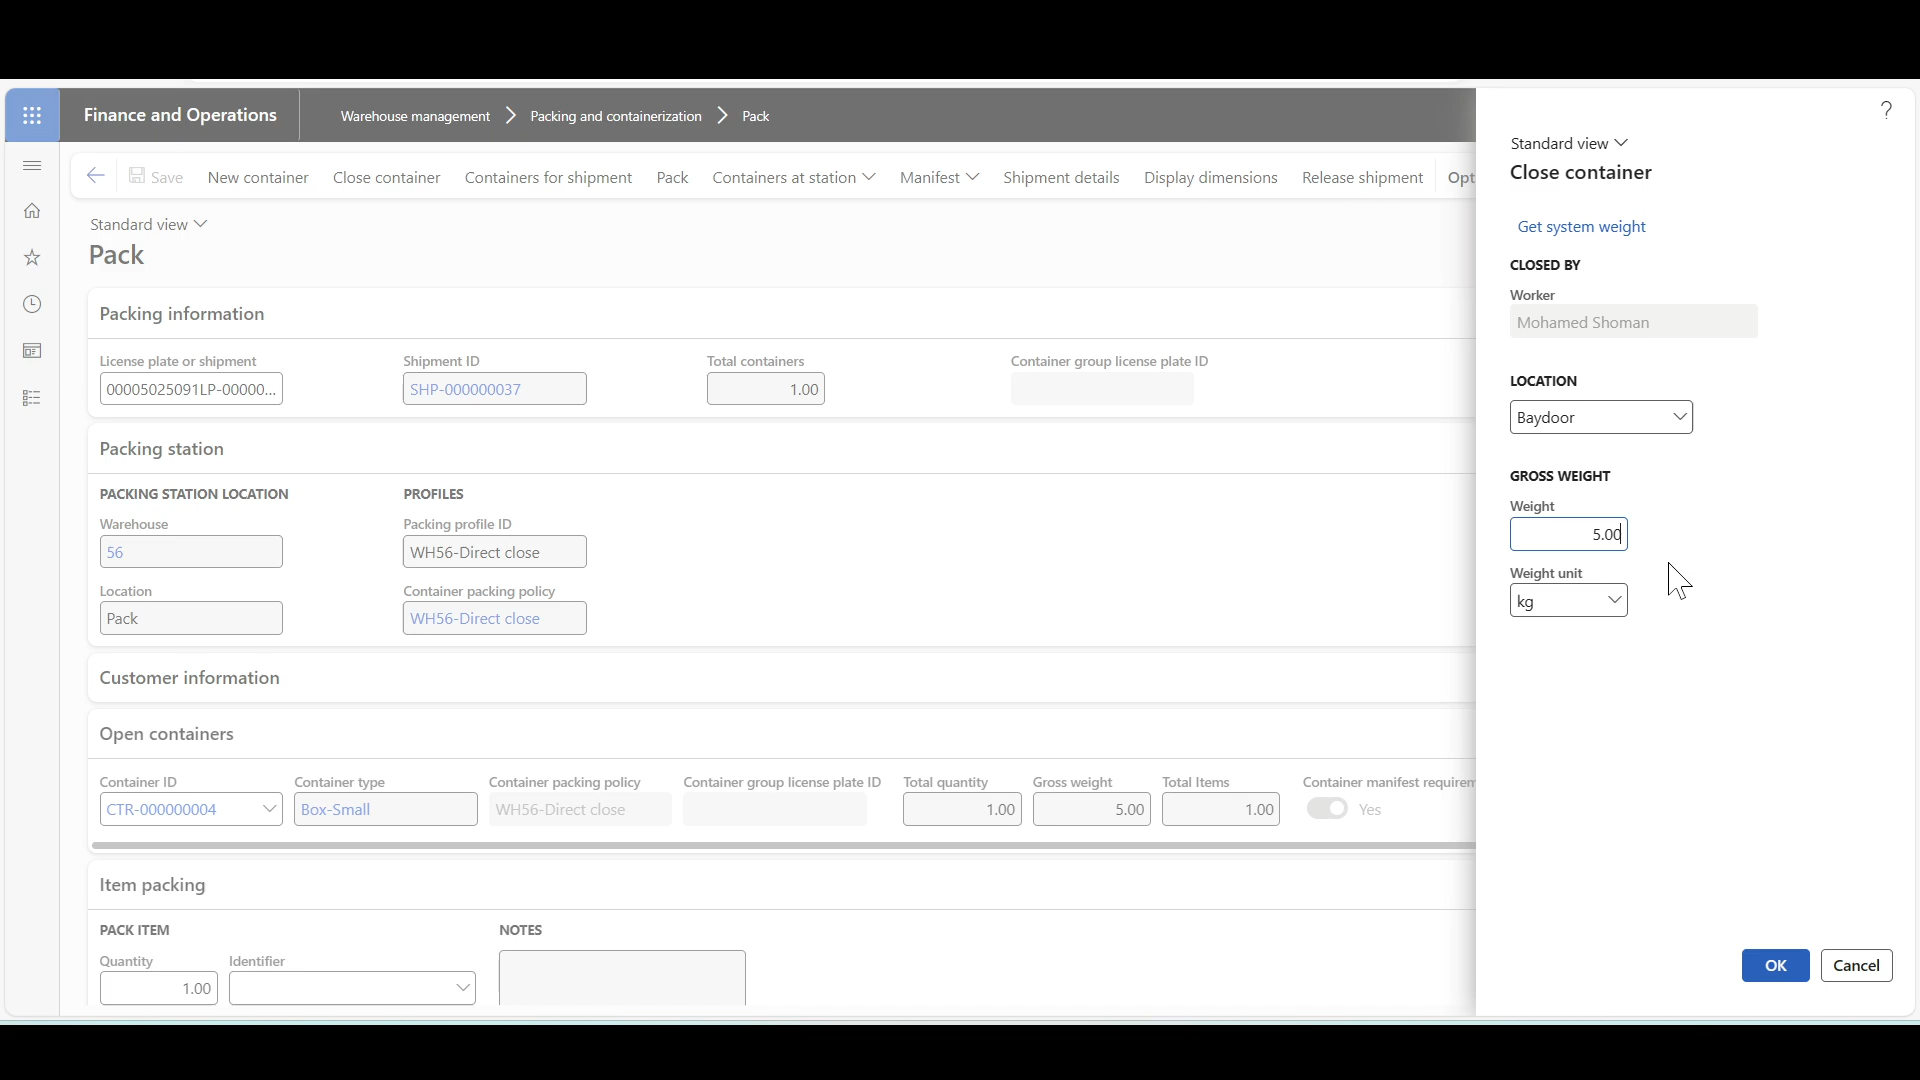 Finance and Operations
Warehouse management > Packing and containerization > Pack
?
Save New container Close container Containers for shipment Pack Containers at station Manifest Shipment details Display dimensions Release shipment Opt
Standard view
Pack
Packing information
License plate or shipment Shipment ID Total containers Container group license plate ID
00005025091LP-00000... SHP-000000037 1.00
Packing station
PACKING STATION LOCATION PROFILES
Warehouse Packing profile ID
56 WH56-Direct close
Location Container packing policy
Pack WH56-Direct close
Customer information
Open containers
Container ID Container type Container packing policy Container group license plate ID Total quantity Gross weight Total Items Container manifest requirem
CTR-000000004 Box-Small WH56-Direct close 1.00 5.00 1.00 Yes
Item packing
PACK ITEM NOTES
Quantity Identifier
1.00
Standard view
Close container
Get system weight
CLOSED BY
Worker
Mohamed Shoman
LOCATION
Baydoor
GROSS WEIGHT
Weight
5.00
Weight unit
kg
OK Cancel